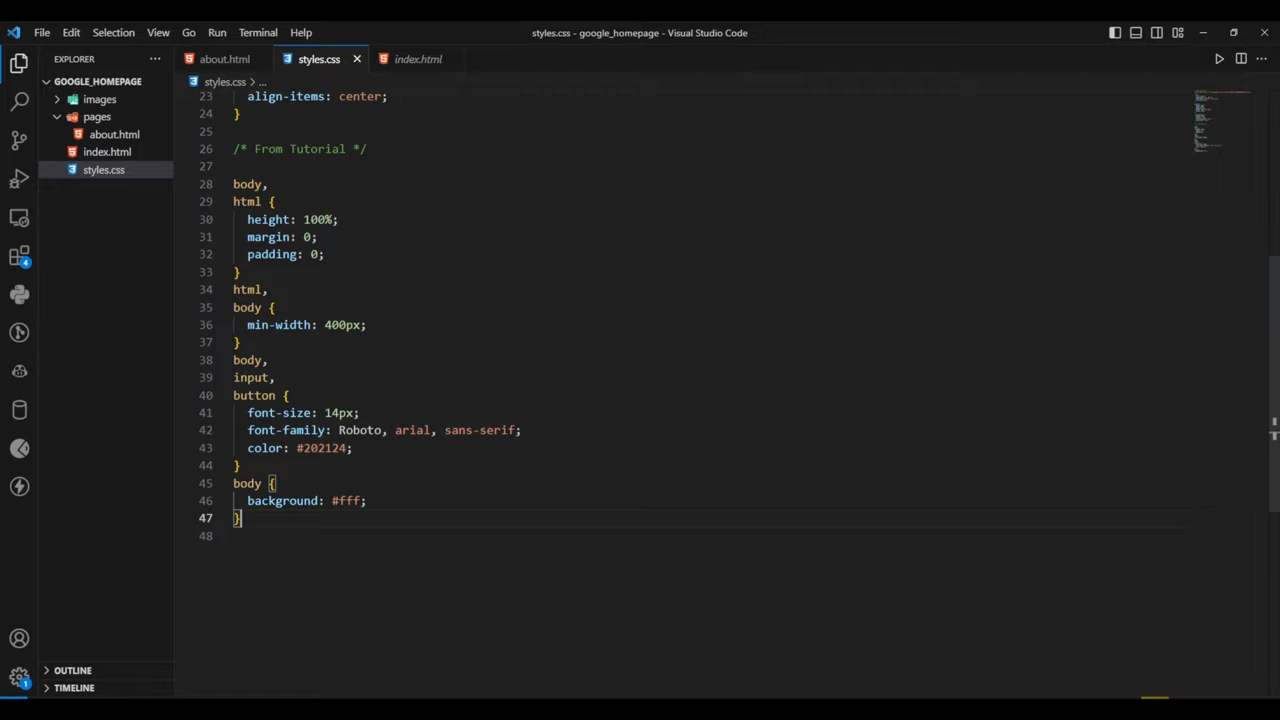 File Edit Selection View Go Run Terminal Help
styles.css - google_homepage - Visual Studio Code
EXPLORER
about.html
styles.css
index.html
GOOGLE_HOMEPAGE
styles.css > ...
images
pages
about.html
index.html
styles.css
23 align-items: center;
24 }
25
26 /* From Tutorial */
27
28 body,
29 html {
30 height: 100%;
31 margin: 0;
32 padding: 0;
33 }
34 html,
35 body {
36 min-width: 400px;
37 }
38 body,
39 input,
40 button {
41 font-size: 14px;
42 font-family: Roboto, arial, sans-serif;
43 color: #202124;
44 }
45 body {
46 background: #fff;
47 }
48
4
OUTLINE
TIMELINE
1